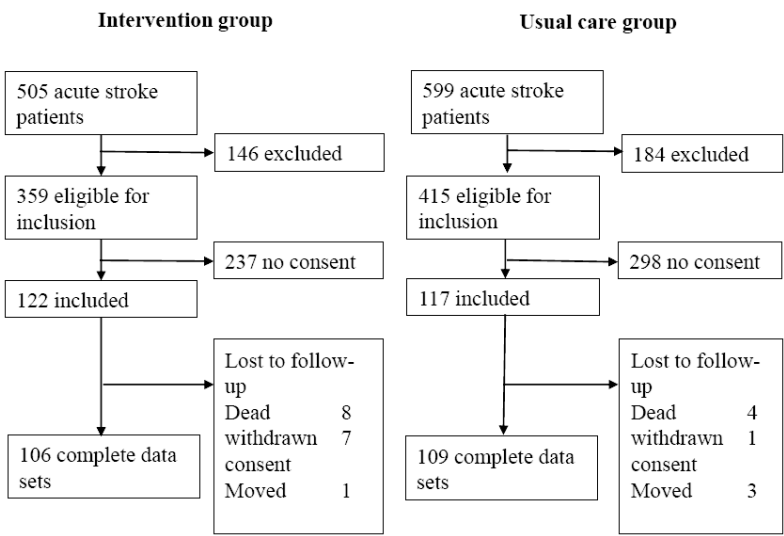 Intervention group
505 acute stroke
patients
146 excluded
359 eligible for
inclusion
237 no consent
122 included
Lost to follow-
up
Dead 8
withdrawn 7
consent
Moved 1
106 complete data
sets
Usual care group
599 acute stroke
patients
184 excluded
415 eligible for
inclusion
298 no consent
117 included
Lost to follow-
up
Dead 4
withdrawn 1
consent
Moved 3
109 complete data
sets